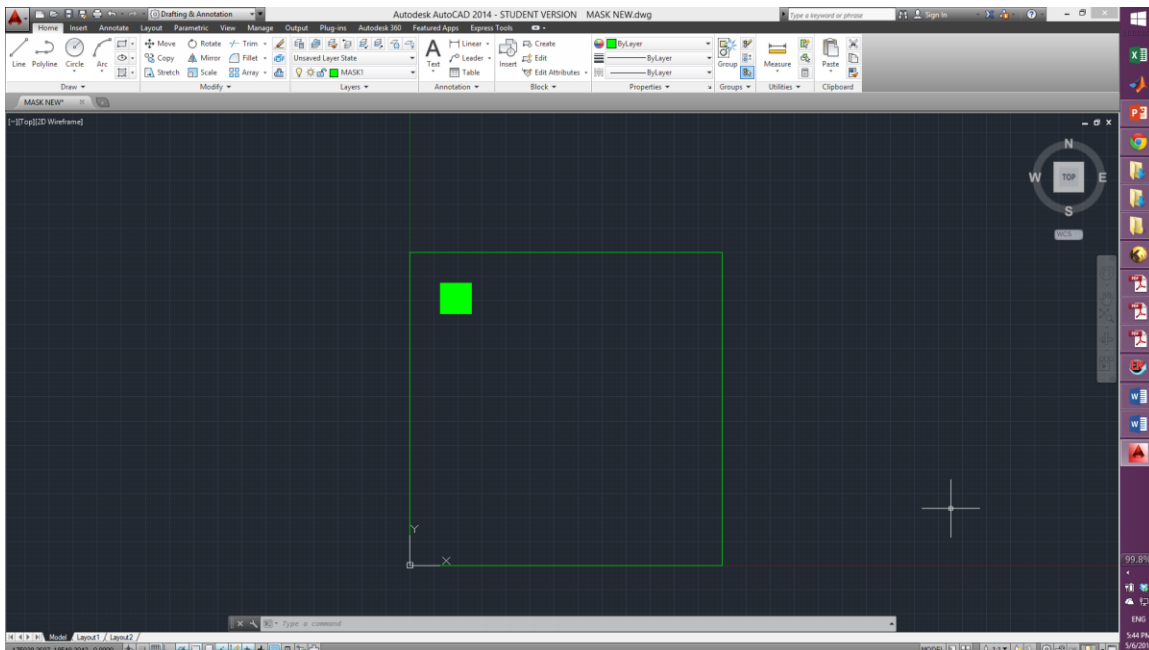 Drafting & Annotation
Autodesk AutoCAD 2014 - STUDENT VERSION MASK NEW.dwg
Type a keyword or phrase
Sign In
Home Insert Annotate Layout Parametric View Manage Output Plug-ins Autodesk 360 Featured Apps Express Tools
Line Polyline Circle Arc
Move Rotate Trim
Copy Mirror Fillet
Stretch Scale Array
Unsaved Layer State
MASK1
Text
Linear
Leader
Table
Insert
Create
Edit
Edit Attributes
ByLayer
ByLayer
ByLayer
Group
Measure
Paste
Draw Modify Layers Annotation Block Properties Groups Utilities Clipboard
MASK NEW*
[−][Top][2D Wireframe]
N
W TOP E
S
WCS
Y
X
Type a command
Model Layout1 Layout2
MODEL
99.8%
ENG
5:44 PM